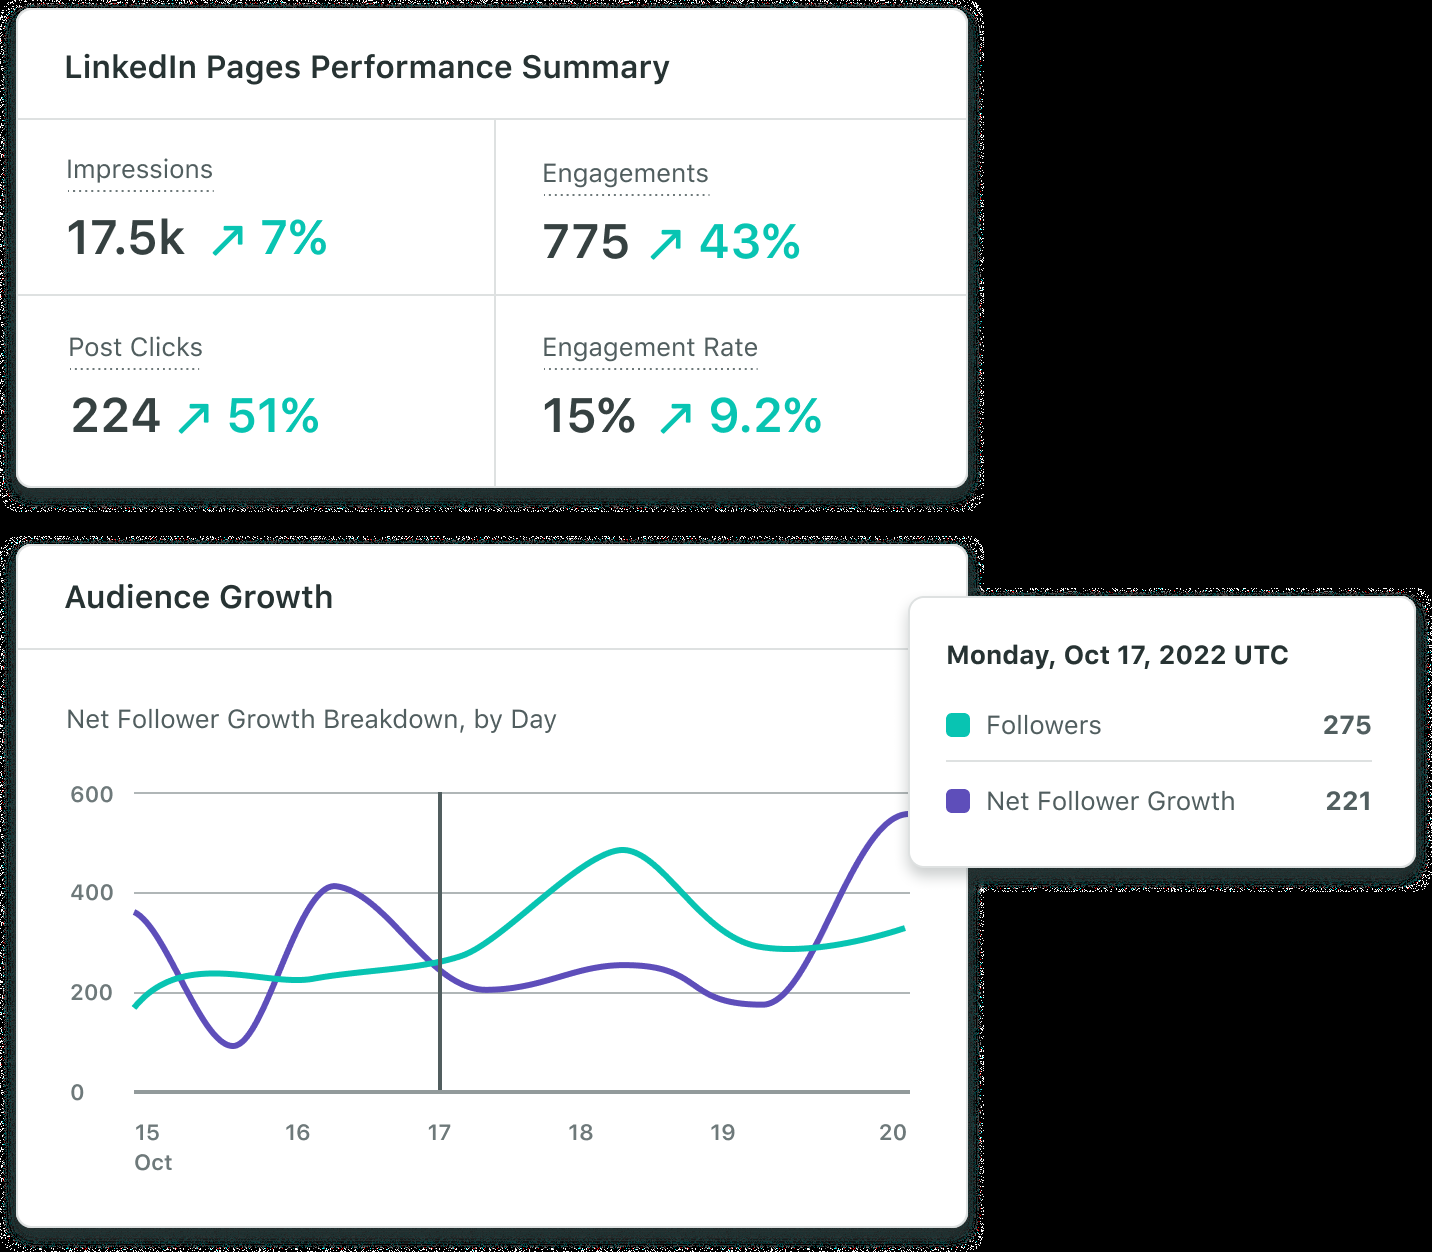 LinkedIn Pages Performance Summary
Impressions
17.5k ↗ 7%
Engagements
775 ↗ 43%
Post Clicks
224 ↗ 51%
Engagement Rate
15% ↗ 9.2%
Audience Growth
Net Follower Growth Breakdown, by Day
600
400
200
0
15 16 17 18 19 20
Oct
Monday, Oct 17, 2022 UTC
Followers 275
Net Follower Growth 221